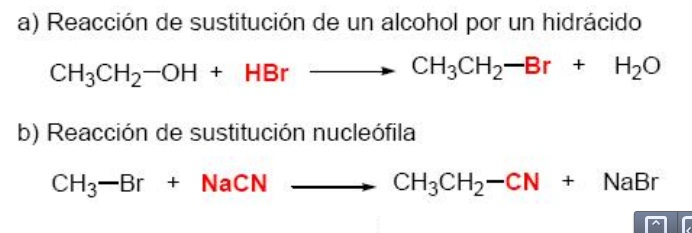 a) Reacción de sustitución de un alcohol por un hidrácido
CH₃CH₂—OH + HBr ⟶ CH₃CH₂—Br + H₂O
b) Reacción de sustitución nucleófila
CH₃—Br + NaCN ⟶ CH₃CH₂—CN + NaBr